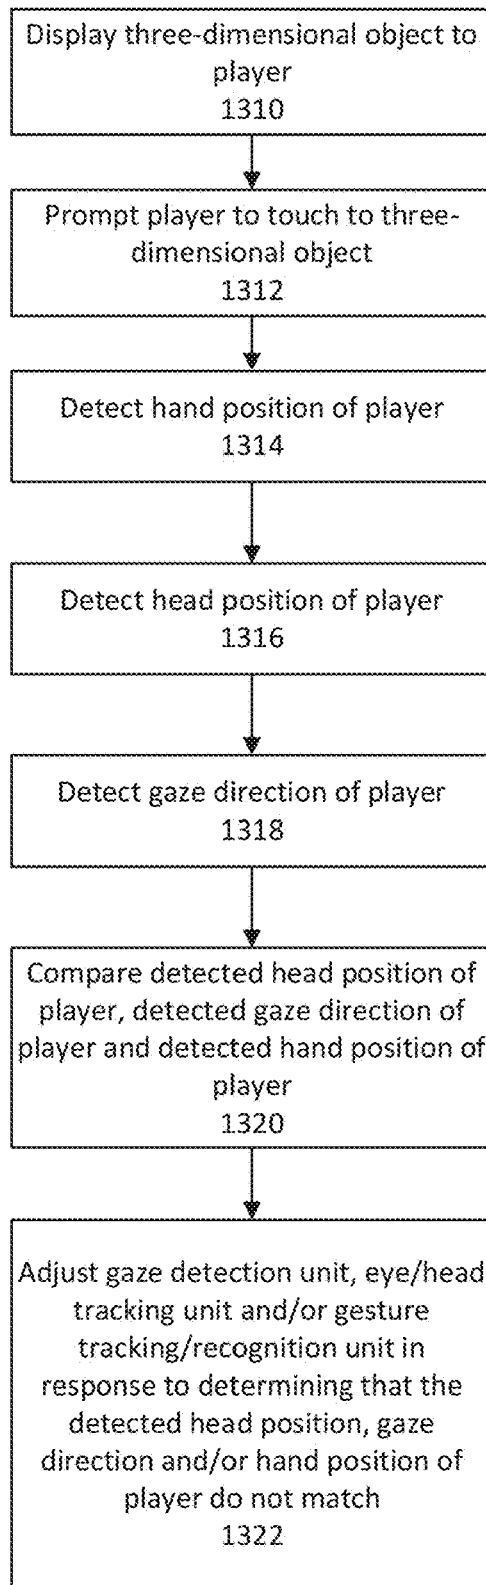 Display three-dimensional object to
player
1310
Prompt player to touch to three-
dimensional object
1312
Detect hand position of player
1314
Detect head position of player
1316
Detect gaze direction of player
1318
Compare detected head position of
player, detected gaze direction of
player and detected hand position of
player
1320
Adjust gaze detection unit, eye/head
tracking unit and/or gesture
tracking/recognition unit in
response to determining that the
detected head position, gaze
direction and/or hand position of
player do not match
1322